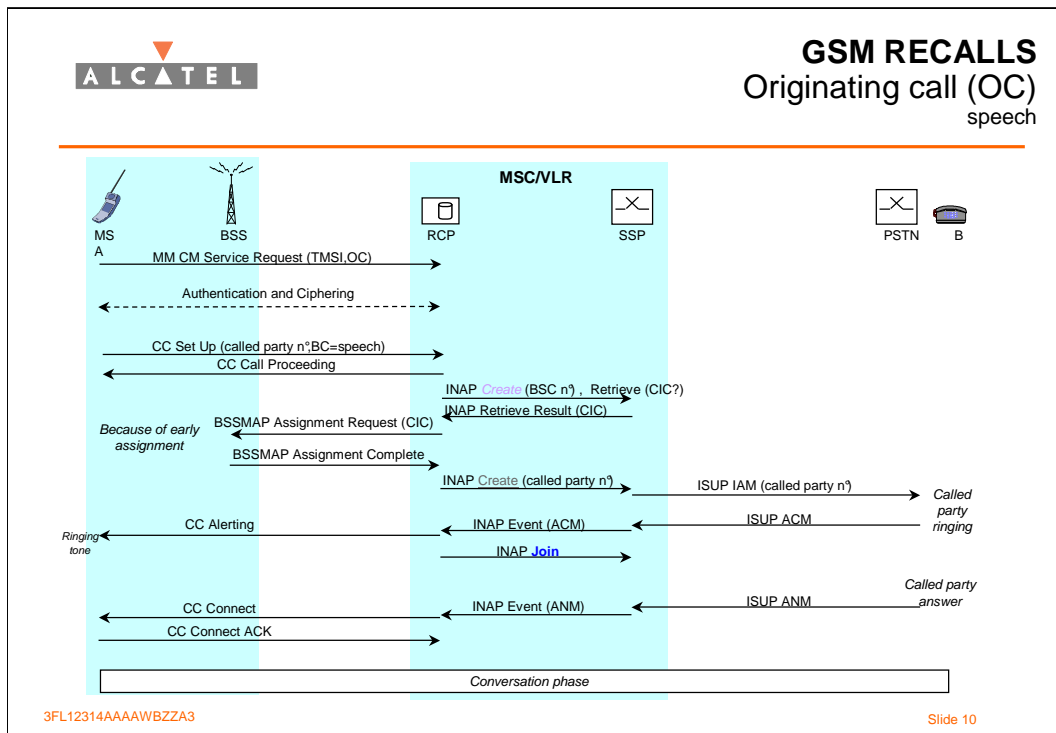 ALCATEL
GSM RECALLS
Originating call (OC)
speech
MSC/VLR
MS
A
BSS
RCP
SSP
PSTN
B
MM CM Service Request (TMSI,OC)
Authentication and Ciphering
CC Set Up (called party n°,BC=speech)
CC Call Proceeding
INAP Create (BSC n°) , Retrieve (CIC?)
INAP Retrieve Result (CIC)
Because of early
assignment
BSSMAP Assignment Request (CIC)
BSSMAP Assignment Complete
INAP Create (called party n°)
ISUP IAM (called party n°)
Called
party
ringing
CC Alerting
INAP Event (ACM)
ISUP ACM
Ringing
tone
INAP Join
Called party
answer
CC Connect
INAP Event (ANM)
ISUP ANM
CC Connect ACK
Conversation phase
3FL12314AAAAWBZZA3
Slide 10